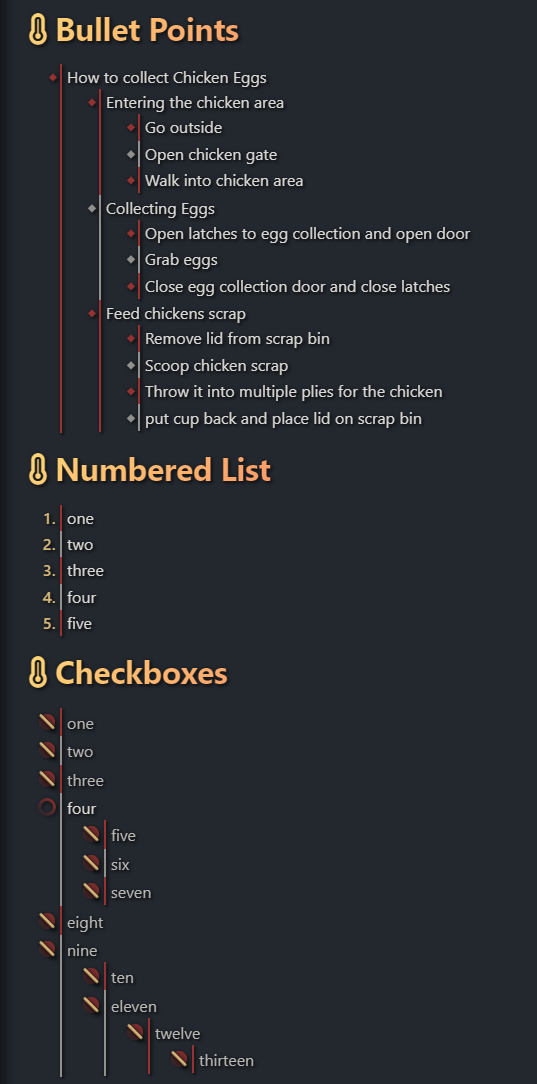 Bullet Points
How to collect Chicken Eggs
Entering the chicken area
Go outside
Open chicken gate
Walk into chicken area
Collecting Eggs
Open latches to egg collection and open door
Grab eggs
Close egg collection door and close latches
Feed chickens scrap
Remove lid from scrap bin
Scoop chicken scrap
Throw it into multiple plies for the chicken
put cup back and place lid on scrap bin
Numbered List
1. one
2. two
3. three
4. four
5. five
Checkboxes
one
two
three
four
five
six
seven
eight
nine
ten
eleven
twelve
thirteen